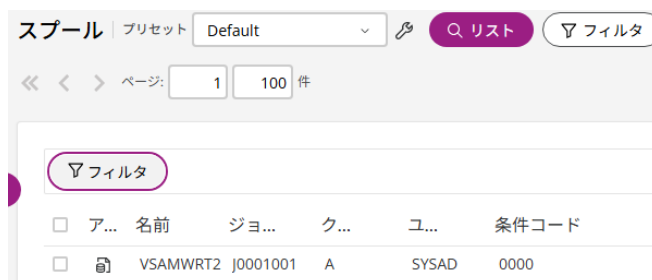 スプール プリセット Default リスト フィルタ
ページ: 1 100 件
フィルタ
ア... 名前 ジョ... ク... ユ... 条件コード
VSAMWRT2 J0001001 A SYSAD 0000